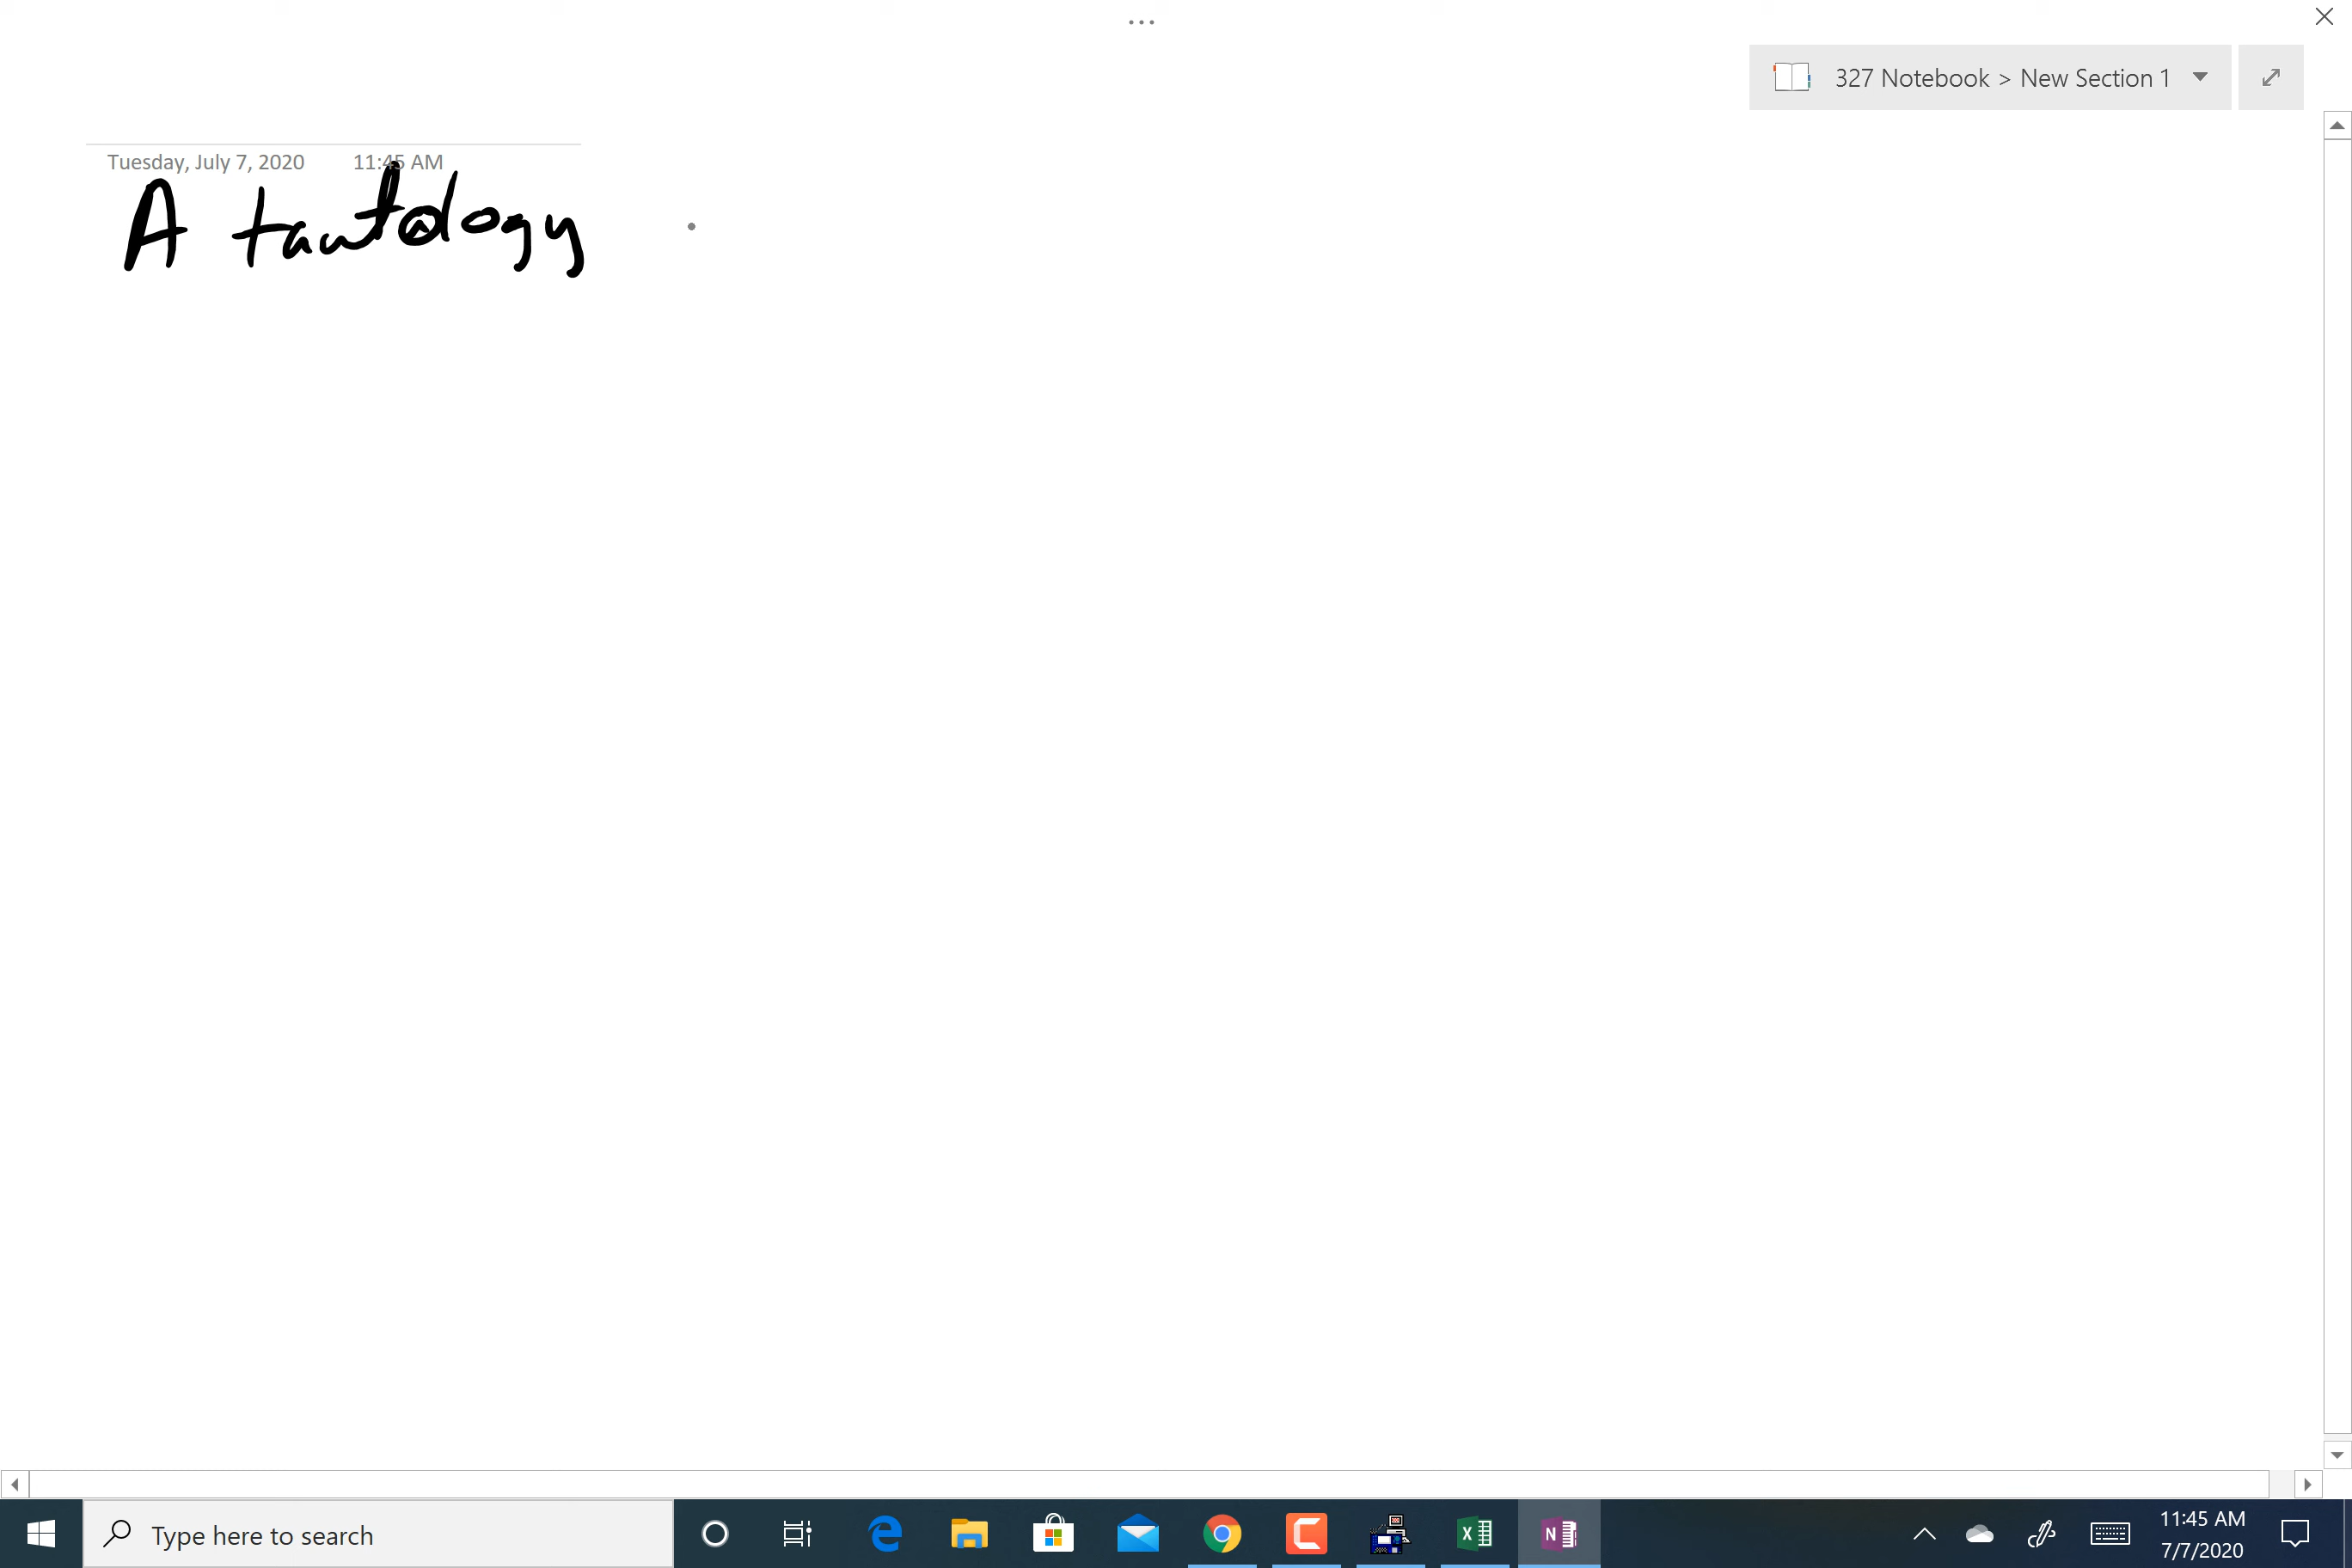 ...
327 Notebook > New Section 1
Tuesday, July 7, 2020 11:45 AM
A tautology
Type here to search
11:45 AM
7/7/2020